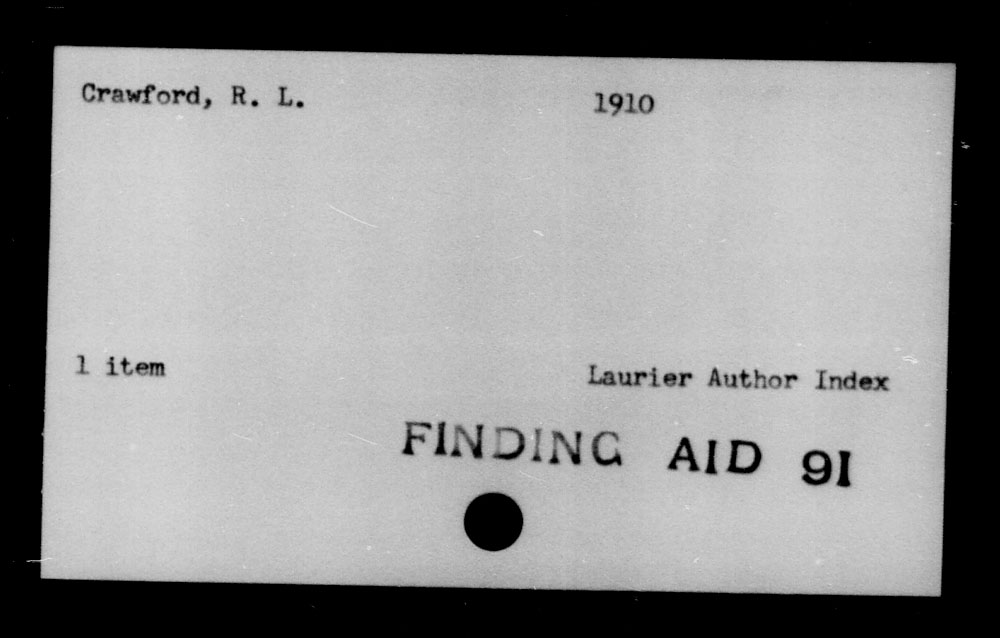 Crawford, R. L. 1910
1 item Laurier Author Index
FINDING AID 91